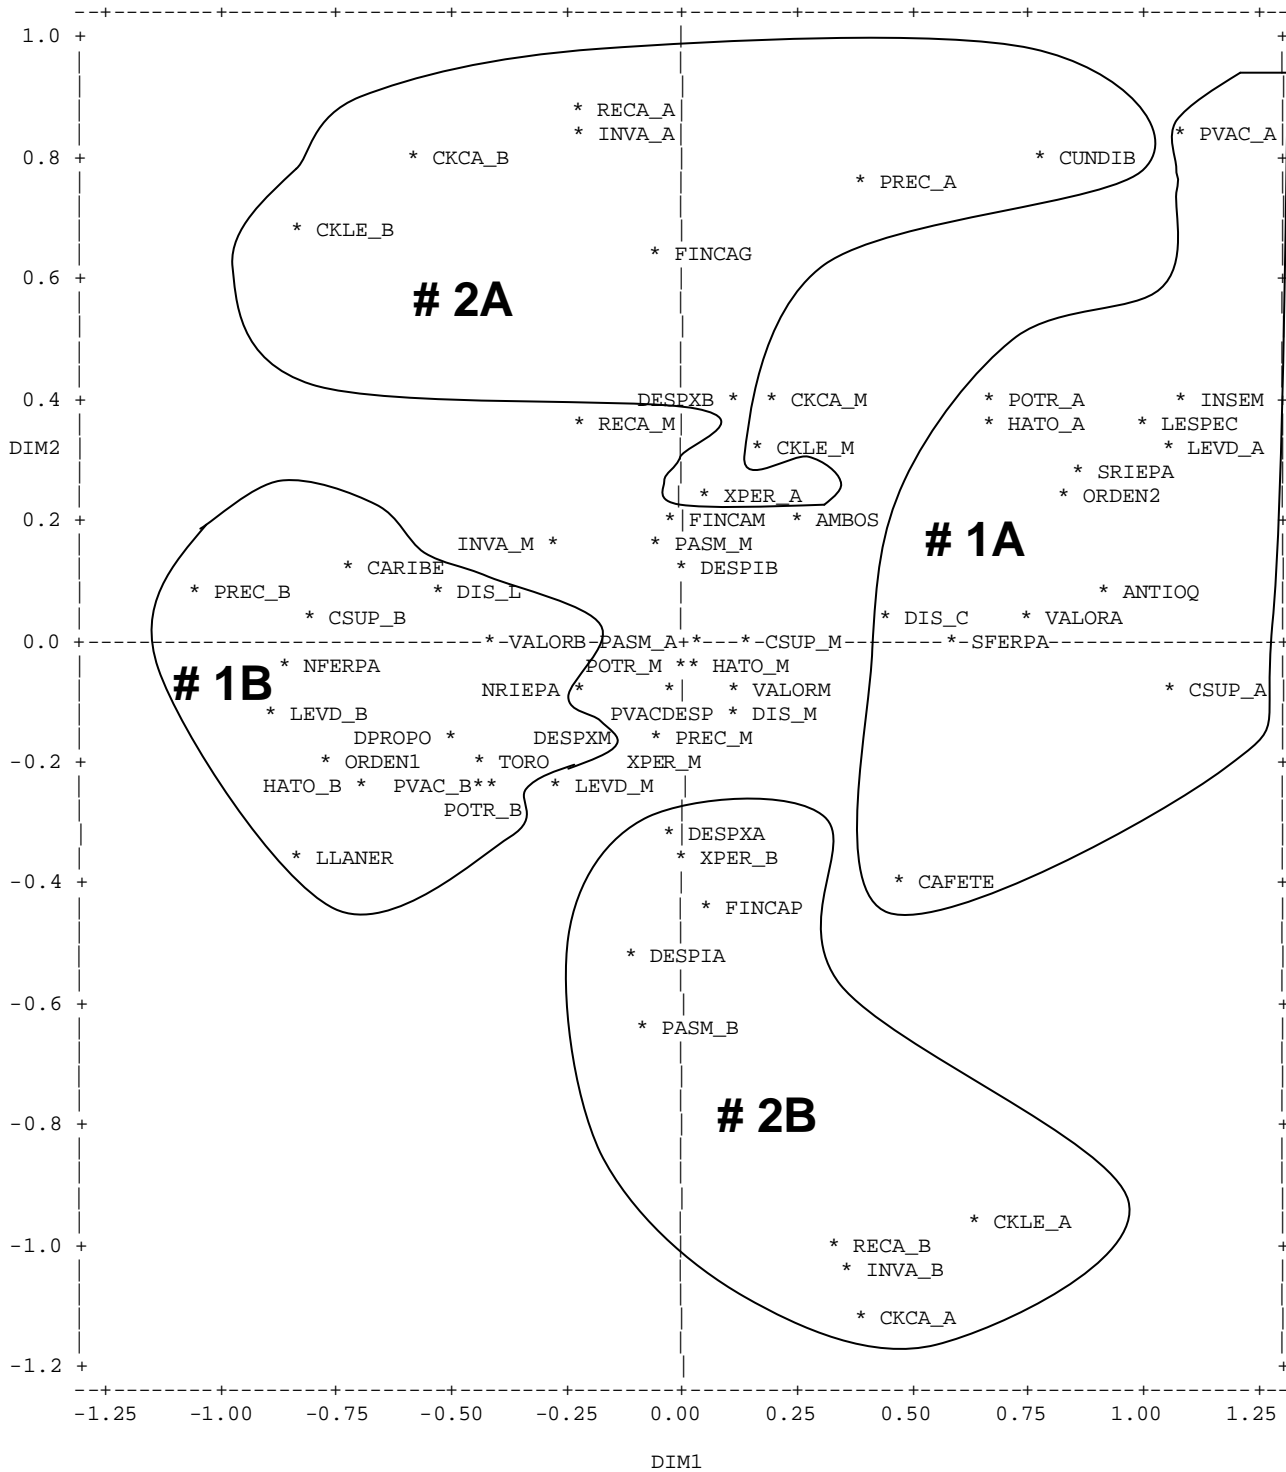 1.0
RECA_A
INVA_A
PVAC_A
0.8
CKCA_B
CUNDIB
PREC_A
CKLE_B
0.6
FINCAG
# 2A
0.4
DESPXB
CKCA_M
POTR_A
INSEM
RECA_M
HATO_A
LESPEC
DIM2
CKLE_M
LEVD_A
SRIEPA
XPER_A
ORDEN2
0.2
FINCAM
AMBOS
INVA_M
PASM_M
# 1A
CARIBE
DESPIB
PREC_B
DIS_L
ANTIOQ
CSUP_B
DIS_C
VALORA
0.0
VALORB
PASM_A
CSUP_M
SFERPA
NFERPA
POTR_M
HATO_M
# 1B
NRIEPA
VALORM
CSUP_A
LEVD_B
PVACDESP
DIS_M
DPROPO
DESPXM
PREC_M
-0.2
ORDEN1
TORO
XPER_M
HATO_B
PVAC_B
LEVD_M
POTR_B
DESPXA
LLANER
XPER_B
-0.4
CAFETE
FINCAP
DESPIA
-0.6
PASM_B
-0.8
# 2B
CKLE_A
-1.0
RECA_B
INVA_B
CKCA_A
-1.2
-1.25 -1.00 -0.75 -0.50 -0.25 0.00 0.25 0.50 0.75 1.00 1.25
DIM1